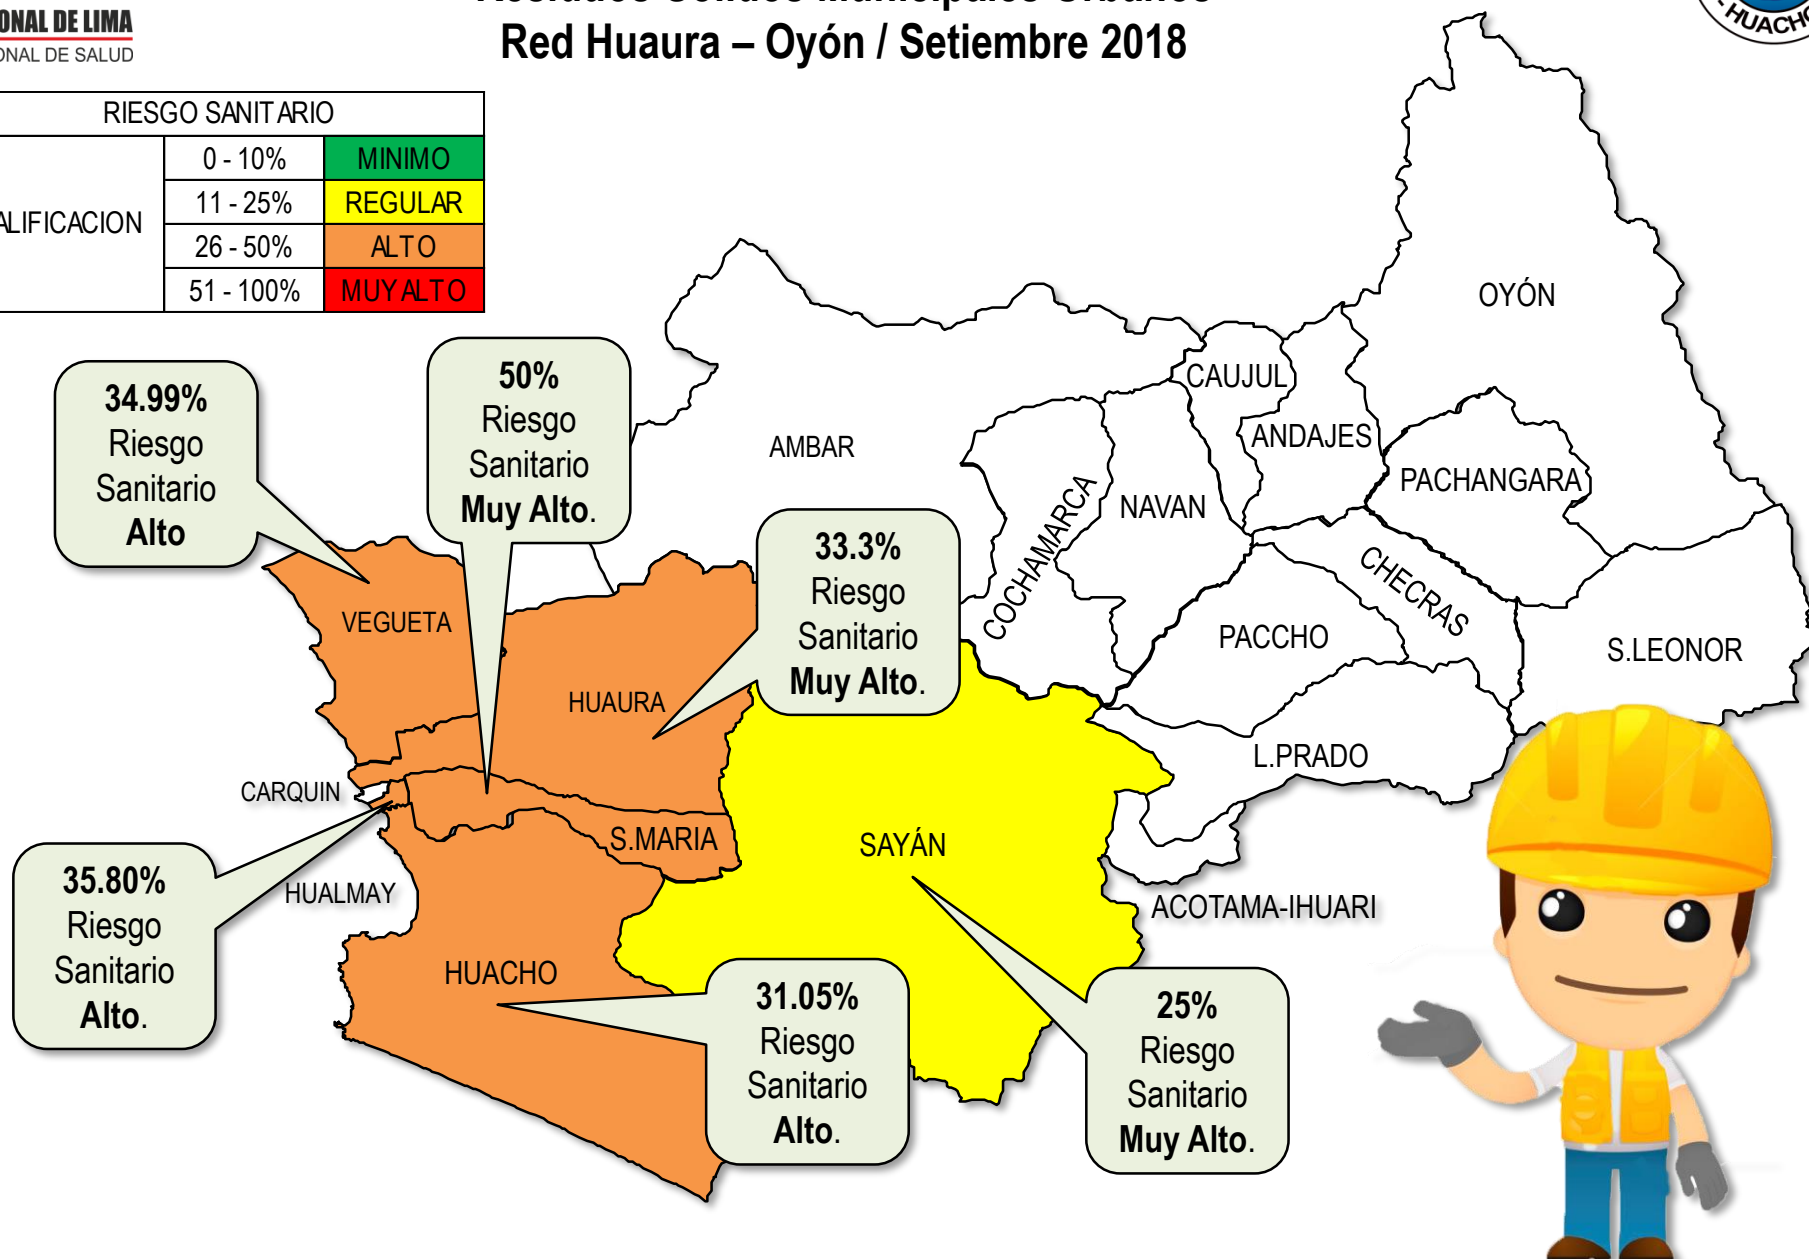 Red Huaura – Oyón / Setiembre 2018
ONAL DE LIMA
ONAL DE SALUD
HUACHO
RIESGO SANITARIO
ALIFICACION
0 - 10% MINIMO
11 - 25% REGULAR
26 - 50% ALTO
51 - 100% MUY ALTO
34.99%
Riesgo
Sanitario
Alto
50%
Riesgo
Sanitario
Muy Alto.
33.3%
Riesgo
Sanitario
Muy Alto.
OYÓN
CAUJUL
ANDAJES
AMBAR
PACHANGARA
COCHAMARCA
NAVAN
CHECRAS
PACCHO
S.LEONOR
VEGUETA
HUAURA
L.PRADO
CARQUIN
S.MARIA
SAYÁN
HUALMAY
ACOTAMA-IHUARI
HUACHO
35.80%
Riesgo
Sanitario
Alto.
31.05%
Riesgo
Sanitario
Alto.
25%
Riesgo
Sanitario
Muy Alto.